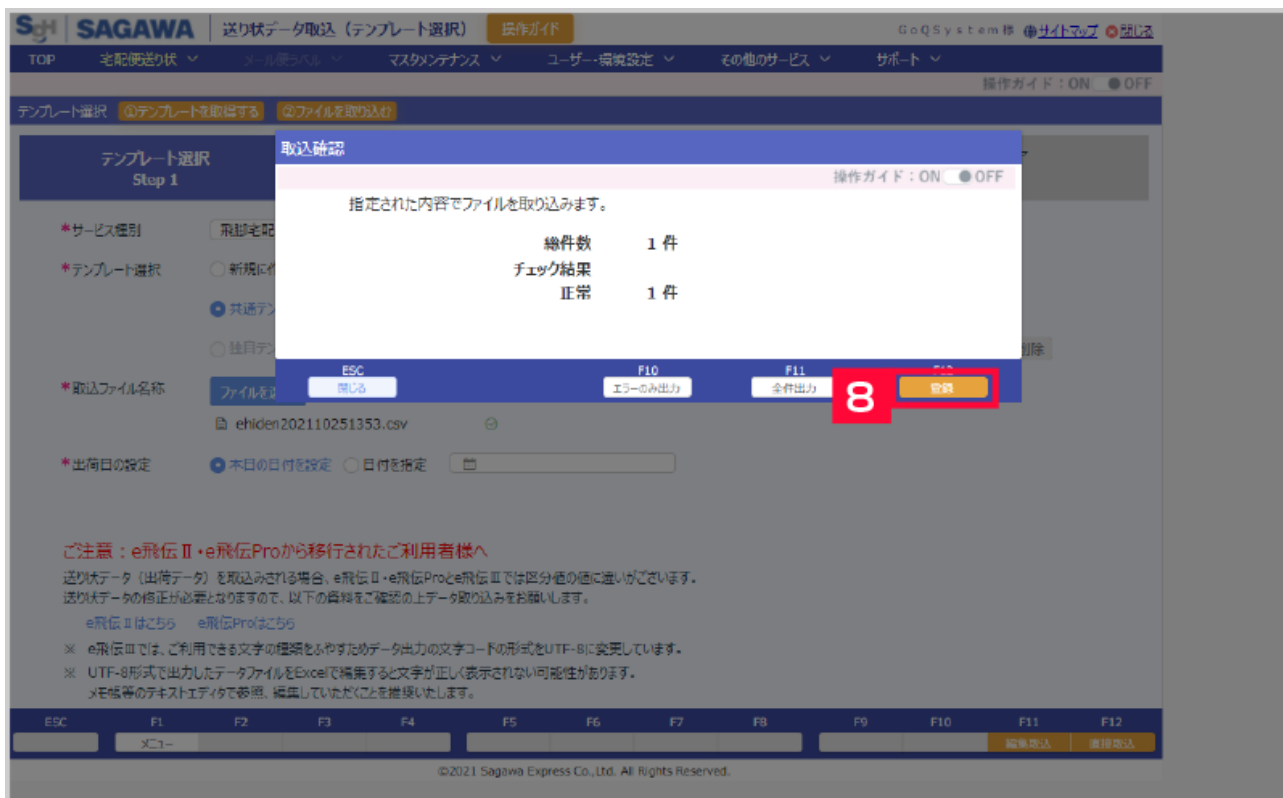 SgH SAGAWA 送り状データ取込（テンプレート選択） 操作ガイド GoQSystem様 サイトマップ 閉じる
TOP 宅配便送り状 メール便ラベル マスタメンテナンス ユーザー・環境設定 その他のサービス サポート
操作ガイド：ON OFF
テンプレート選択 ①テンプレートを取得する ②ファイルを取り込む
テンプレート選択
Step 1
取込確認
操作ガイド：ON OFF
指定された内容でファイルを取り込みます。
総件数 1 件
チェック結果
正常 1 件
ESC F10 F11 F12
閉じる エラーのみ出力 全件出力 8 登録
*サービス種別 飛脚宅配
*テンプレート選択 新規に作
共通テン
独自テン 削除
*取込ファイル名称 ファイルを選
ehiden202110251353.csv
*出荷日の設定 本日の日付を設定 日付を指定
ご注意：e飛伝Ⅱ・e飛伝Proから移行されたご利用者様へ
送り状データ（出荷データ）を取込みされる場合、e飛伝Ⅱ・e飛伝Proとe飛伝Ⅲでは区分値の値に違いがございます。
送り状データの修正が必要となりますので、以下の資料をご確認の上データ取り込みをお願いします。
e飛伝Ⅱはこちら e飛伝Proはこちら
※ e飛伝Ⅲでは、ご利用できる文字の種類をふやすためデータ出力の文字コードの形式をUTF-8に変更しています。
※ UTF-8形式で出力したデータファイルをExcelで編集すると文字が正しく表示されない可能性があります。
メモ帳等のテキストエディタで参照、編集していただくことを推奨いたします。
ESC F1 F2 F3 F4 F5 F6 F7 F8 F9 F10 F11 F12
メニュー 編集取込 直接取込
©2021 Sagawa Express Co.,Ltd. All Rights Reserved.